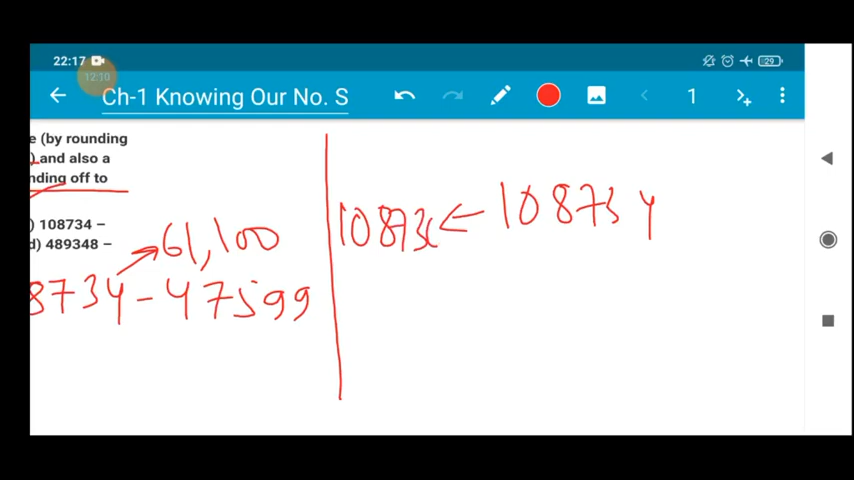 22:17
29
12:10
Ch-1 Knowing Our No. S
1
e (by rounding
) and also a
nding off to
) 108734 –
d) 489348 –
61,100
8734 - 47599
10873 ← 108734